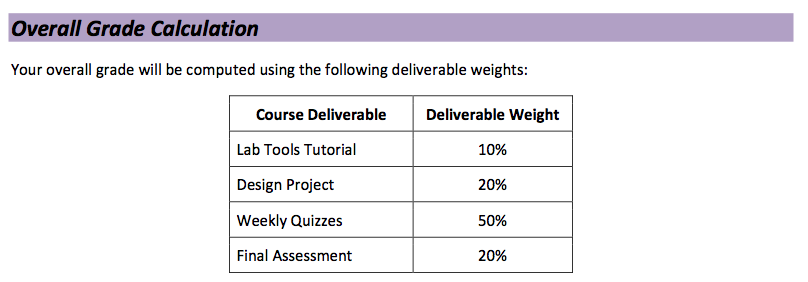 Overall Grade Calculation
Your overall grade will be computed using the following deliverable weights:
Course Deliverable Deliverable Weight
Lab Tools Tutorial 10%
Design Project 20%
Weekly Quizzes 50%
Final Assessment 20%